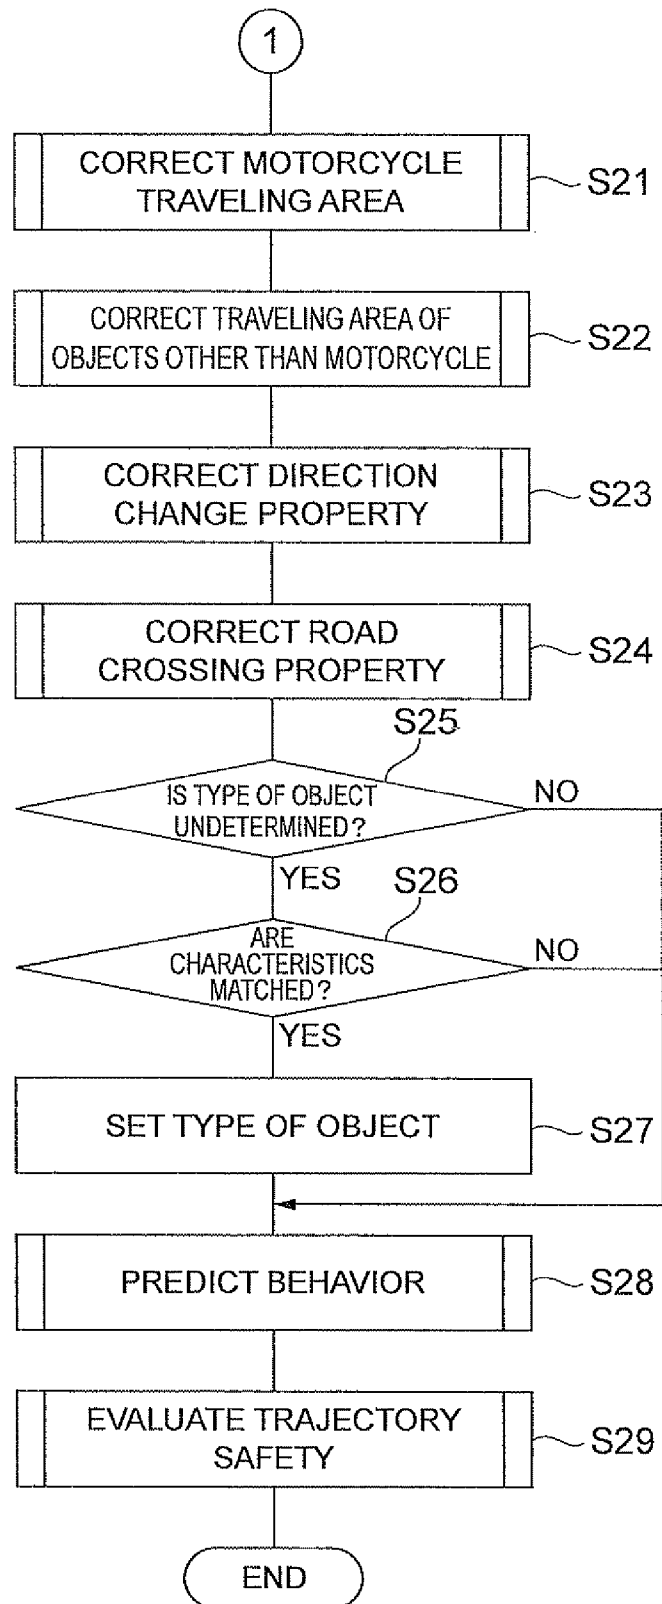 1
CORRECT MOTORCYCLE
TRAVELING AREA
S21
CORRECT TRAVELING AREA OF
OBJECTS OTHER THAN MOTORCYCLE
S22
CORRECT DIRECTION
CHANGE PROPERTY
S23
CORRECT ROAD
CROSSING PROPERTY
S24
S25
IS TYPE OF OBJECT
UNDETERMINED?
NO
YES
S26
ARE
CHARACTERISTICS
MATCHED?
NO
YES
SET TYPE OF OBJECT
S27
PREDICT BEHAVIOR
S28
EVALUATE TRAJECTORY
SAFETY
S29
END